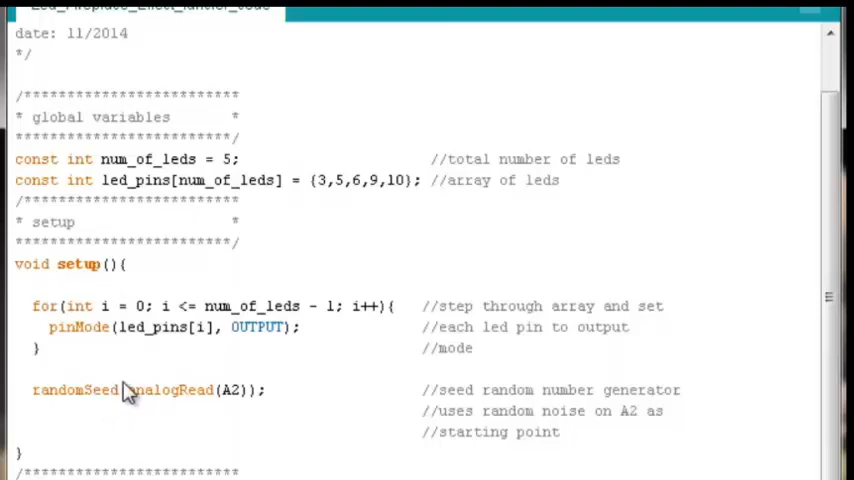 date: 11/2014
*/
/*************************
* global variables *
*************************/
const int num_of_leds = 5; //total number of leds
const int led_pins[num_of_leds] = {3,5,6,9,10}; //array of leds
/*************************
* setup *
*************************/
void setup(){
for(int i = 0; i <= num_of_leds - 1; i++){ //step through array and set
pinMode(led_pins[i], OUTPUT); //each led pin to output
} //mode
randomSeed analogRead(A2)); //seed random number generator
//uses random noise on A2 as
//starting point
}
/*************************